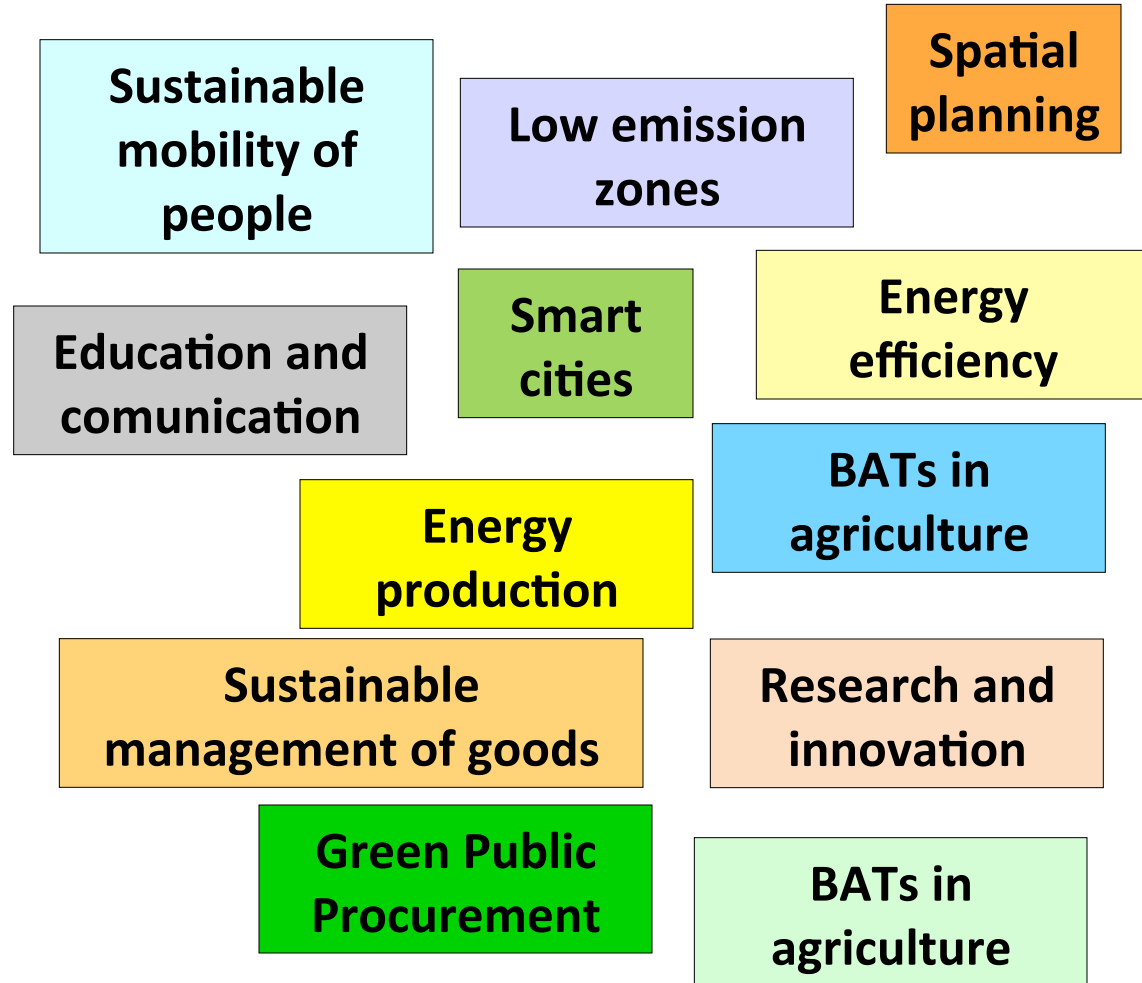 Sustainable
mobility of
people
Low emission
zones
Spatial
planning
Education and
comunication
Smart
cities
Energy
efficiency
BATs in
agriculture
Energy
production
Sustainable
management of goods
Research and
innovation
Green Public
Procurement
BATs in
agriculture